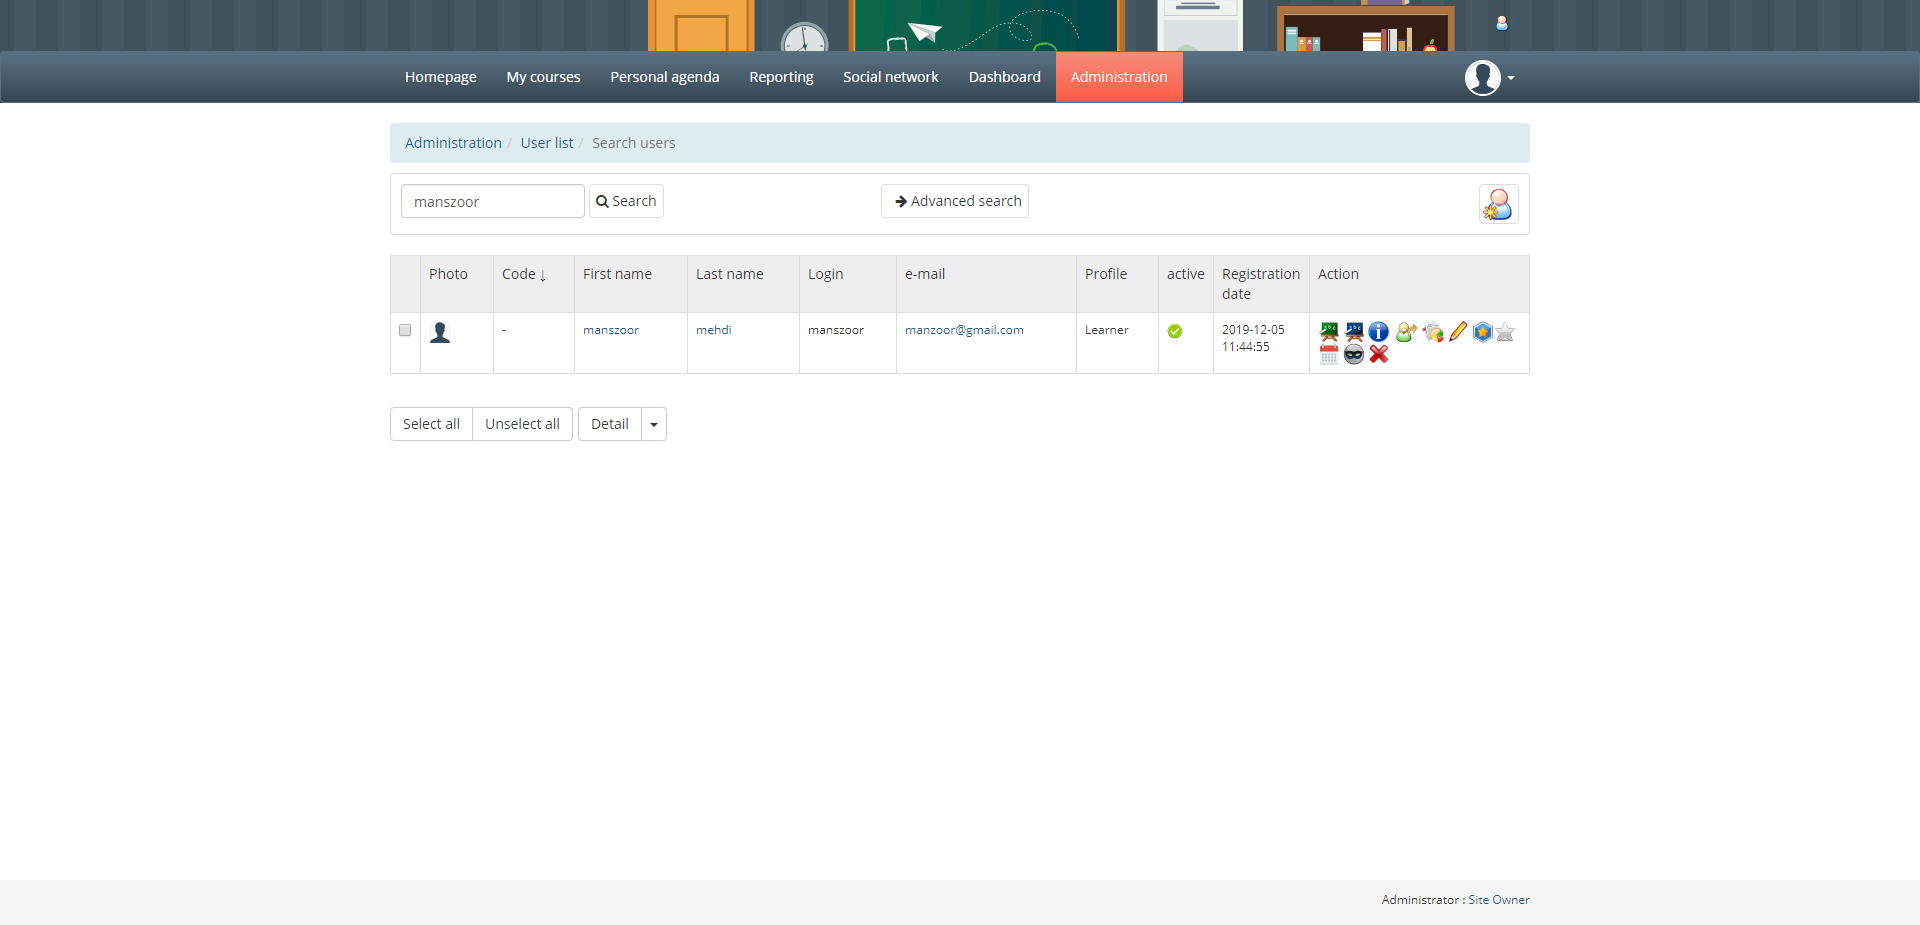 Homepage My courses Personal agenda Reporting Social network Dashboard Administration
Administration / User list / Search users
manszoor Search Advanced search
Photo Code ↓ First name Last name Login e-mail Profile active Registration date Action
- manszoor mehdi manszoor manzoor@gmail.com Learner 2019-12-05 11:44:55
Select all Unselect all Detail
Administrator : Site Owner